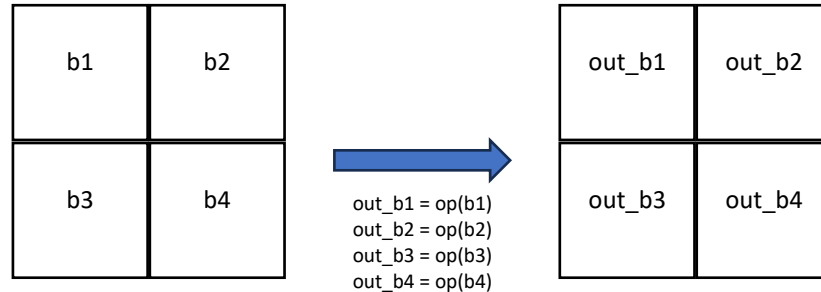 b1 b2 out_b1 out_b2
b3 b4 out_b3 out_b4
out_b1 = op(b1)
out_b2 = op(b2)
out_b3 = op(b3)
out_b4 = op(b4)